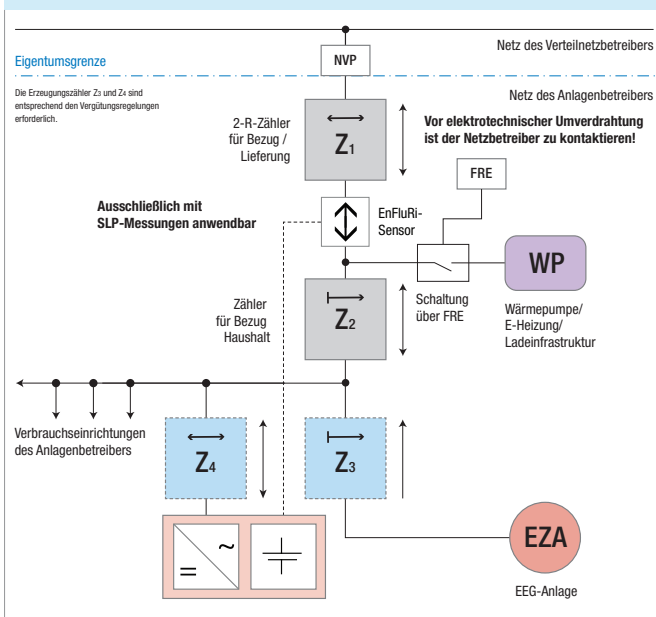 Netz des Verteilnetzbetreibers
Eigentumsgrenze
NVP
Die Erzeugungszähler Z3 und Z4 sind
entsprechend den Vergütungsregelungen
erforderlich.
Netz des Anlagenbetreibers
2-R-Zähler
für Bezug /
Lieferung
Z1
Vor elektrotechnischer Umverdrahtung
ist der Netzbetreiber zu kontaktieren!
FRE
Ausschließlich mit
SLP-Messungen anwendbar
EnFluRi-
Sensor
WP
Zähler
für Bezug
Haushalt
Z2
Schaltung
über FRE
Wärmepumpe/
E-Heizung/
Ladeinfrastruktur
Verbrauchseinrichtungen
des Anlagenbetreibers
Z4
Z3
= ~
EZA
EEG-Anlage